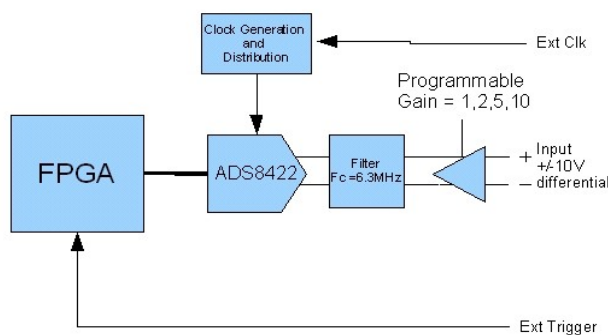 Clock Generation
and
Distribution
Ext Clk
Programmable
Gain = 1,2,5,10
FPGA
ADS8422
Filter
Fc=6.3MHz
+ Input
+/-10V
− differential
Ext Trigger